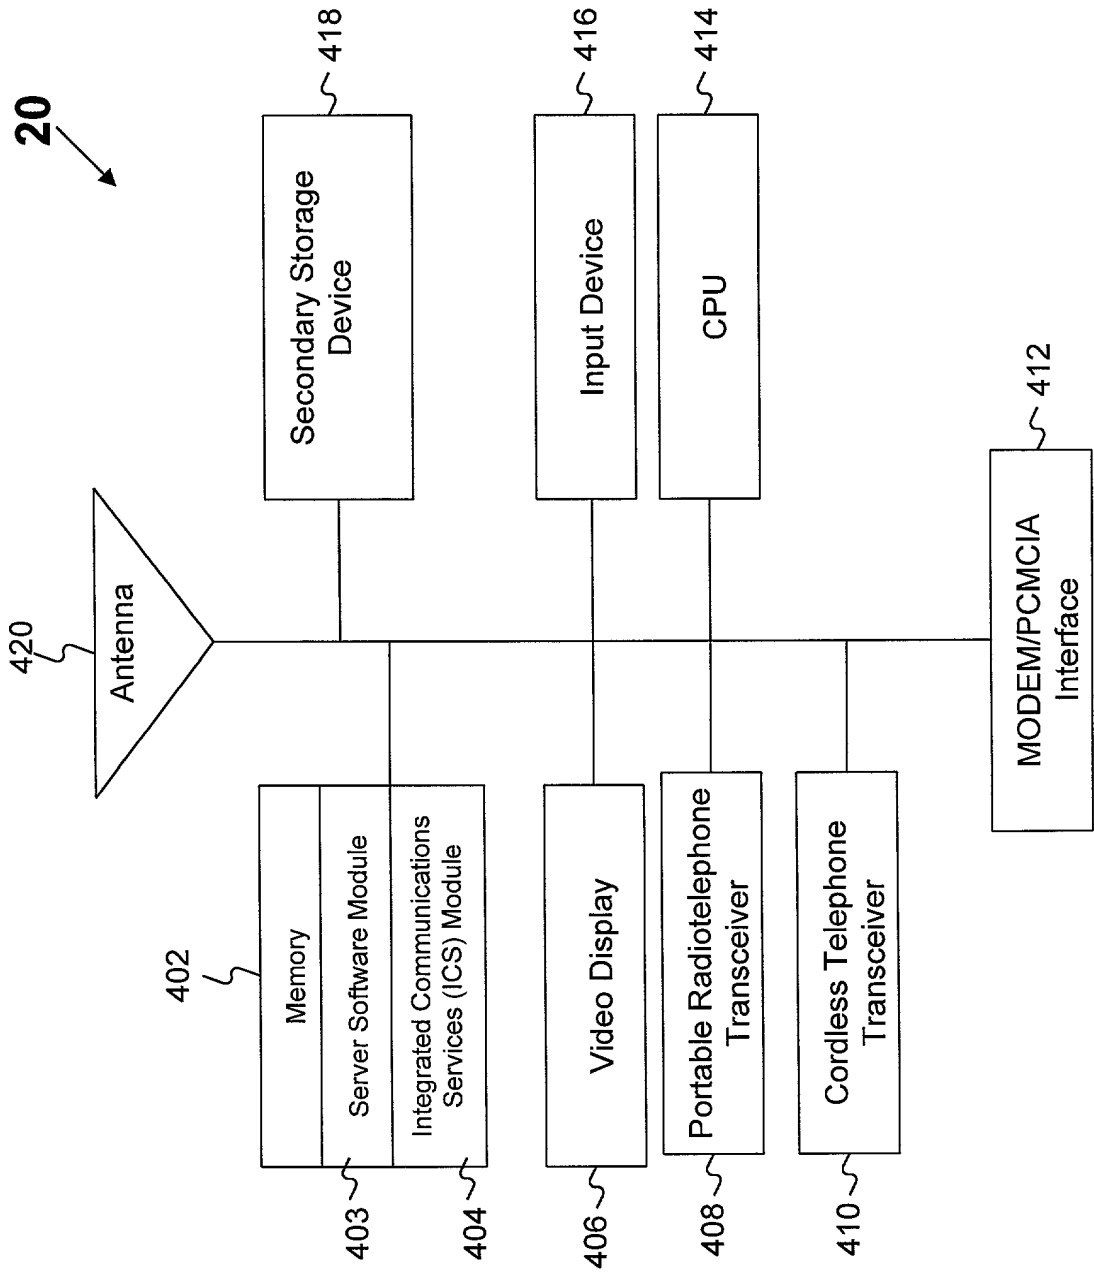 20
420
Antenna
402
Memory
403
Server Software Module
404
Integrated Communications
Services (ICS) Module
418
Secondary Storage
Device
406
Video Display
416
Input Device
408
Portable Radiotelephone
Transceiver
414
CPU
410
Cordless Telephone
Transceiver
412
MODEM/PCMCIA
Interface